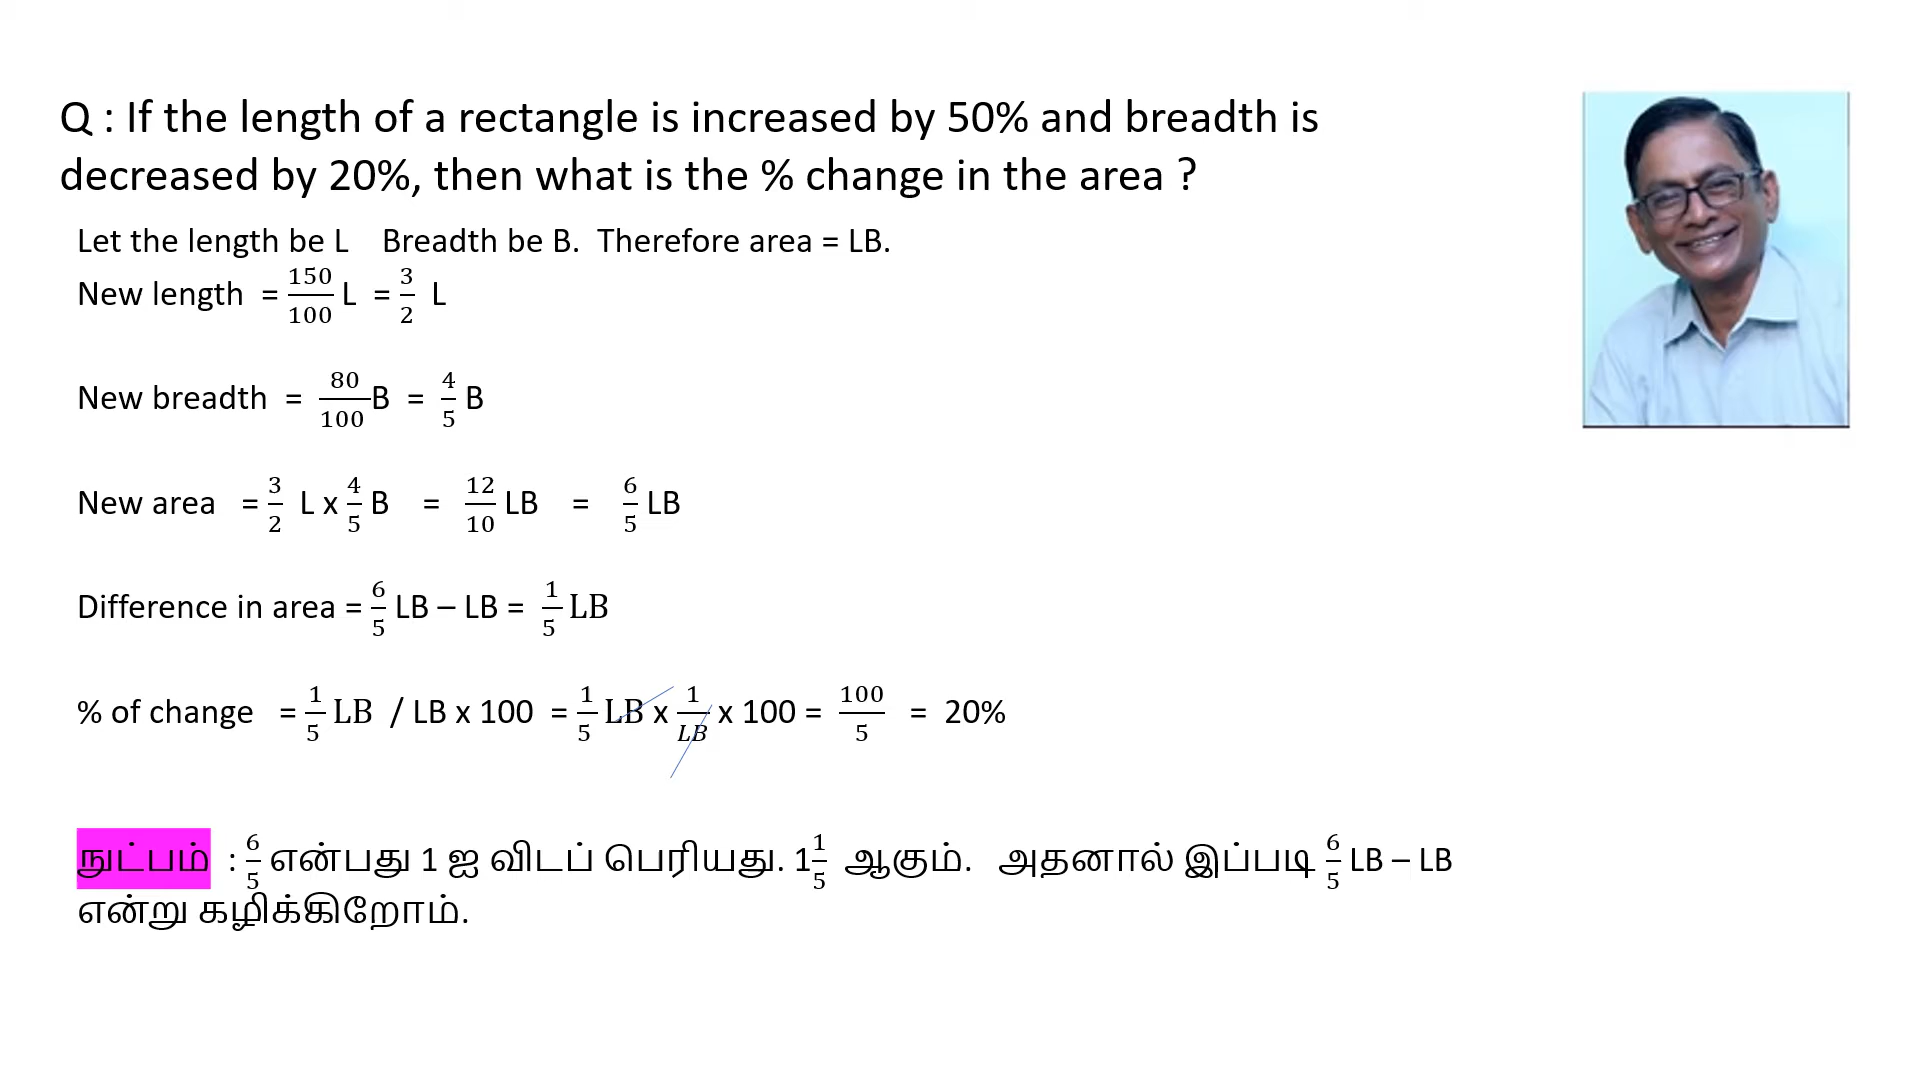 Q : If the length of a rectangle is increased by 50% and breadth is
decreased by 20%, then what is the % change in the area ?
Let the length be L Breadth be B. Therefore area = LB.
New length = 150/100 L = 3/2 L
New breadth = 80/100 B = 4/5 B
New area = 3/2 L x 4/5 B = 12/10 LB = 6/5 LB
Difference in area = 6/5 LB – LB = 1/5 LB
% of change = 1/5 LB / LB x 100 = 1/5 LB x 1/LB x 100 = 100/5 = 20%
நுட்பம் : 6/5 என்பது 1 ஐ விடப் பெரியது. 1 1/5 ஆகும். அதனால் இப்படி 6/5 LB – LB
என்று கழிக்கிறோம்.